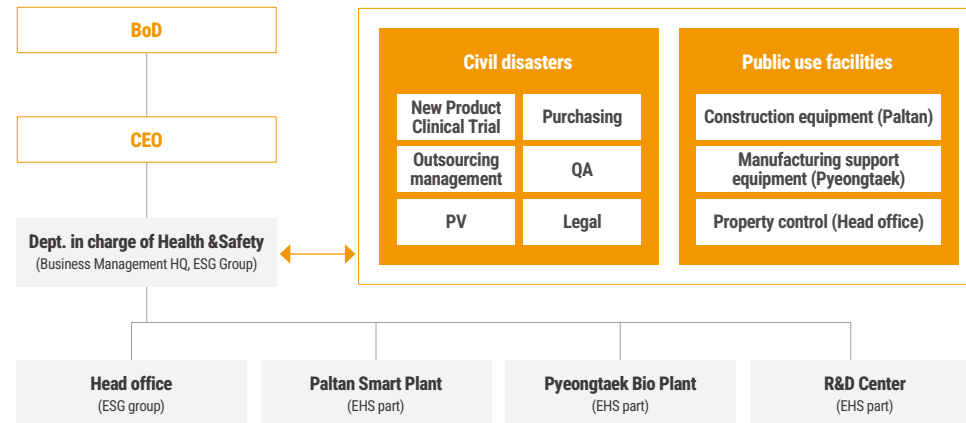 BoD
CEO
Dept. in charge of Health &Safety
(Business Management HQ, ESG Group)
Civil disasters
New Product
Clinical Trial
Purchasing
Outsourcing
management
QA
PV
Legal
Public use facilities
Construction equipment (Paltan)
Manufacturing support
equipment (Pyeongtaek)
Property control (Head office)
Head office
(ESG group)
Paltan Smart Plant
(EHS part)
Pyeongtaek Bio Plant
(EHS part)
R&D Center
(EHS part)